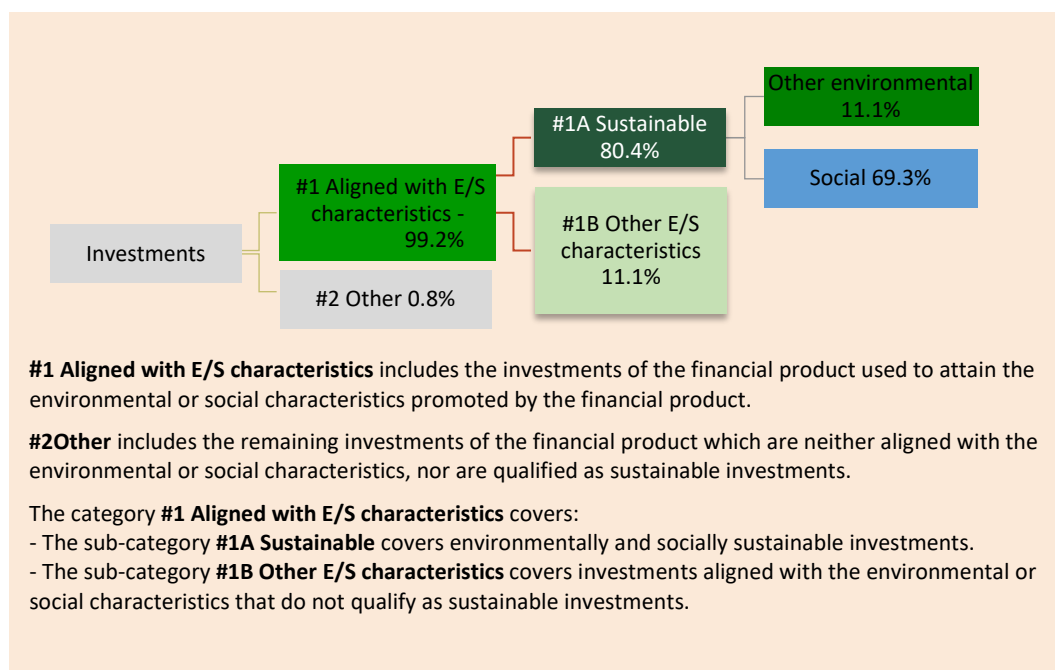 Other environmental
11.1%
#1A Sustainable
80.4%
Social 69.3%
#1 Aligned with E/S
characteristics -
99.2%
#1B Other E/S
characteristics
11.1%
Investments
#2 Other 0.8%
#1 Aligned with E/S characteristics includes the investments of the financial product used to attain the
environmental or social characteristics promoted by the financial product.
#2Other includes the remaining investments of the financial product which are neither aligned with the
environmental or social characteristics, nor are qualified as sustainable investments.
The category #1 Aligned with E/S characteristics covers:
- The sub-category #1A Sustainable covers environmentally and socially sustainable investments.
- The sub-category #1B Other E/S characteristics covers investments aligned with the environmental or
social characteristics that do not qualify as sustainable investments.